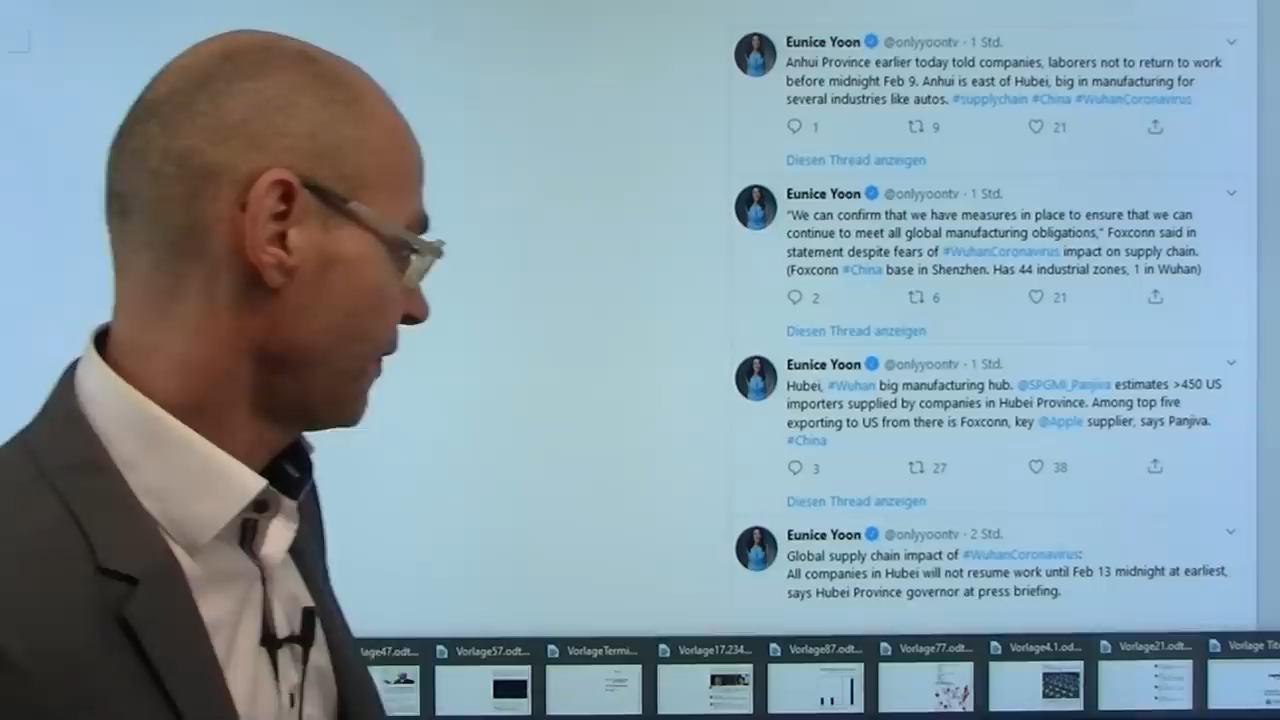 Eunice Yoon @onlyyoontv · 1 Std.
Anhui Province earlier today told companies, laborers not to return to work
before midnight Feb 9. Anhui is east of Hubei, big in manufacturing for
several industries like autos. #supplychain #China #WuhanCoronavirus
1 9 21
Diesen Thread anzeigen
Eunice Yoon @onlyyoontv · 1 Std.
"We can confirm that we have measures in place to ensure that we can
continue to meet all global manufacturing obligations," Foxconn said in
statement despite fears of #WuhanCoronavirus impact on supply chain.
(Foxconn #China base in Shenzhen. Has 44 industrial zones, 1 in Wuhan)
2 6 21
Diesen Thread anzeigen
Eunice Yoon @onlyyoontv · 1 Std.
Hubei, #Wuhan big manufacturing hub. @SPGMI_Panjiva estimates >450 US
importers supplied by companies in Hubei Province. Among top five
exporting to US from there is Foxconn, key @Apple supplier, says Panjiva.
#China
3 27 38
Diesen Thread anzeigen
Eunice Yoon @onlyyoontv · 2 Std.
Global supply chain impact of #WuhanCoronavirus:
All companies in Hubei will not resume work until Feb 13 midnight at earliest,
says Hubei Province governor at press briefing.
lage47.odt... Vorlage57.odt... VorlageTermi... Vorlage17.234... Vorlage87.odt... Vorlage77.odt... Vorlage4.1.od... Vorlage21.odt... Vorlage Tit